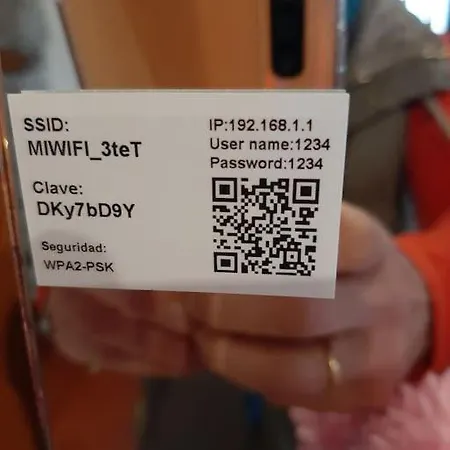 SSID:
MIWIFI_3teT
Clave:
DKy7bD9Y
Seguridad:
WPA2-PSK
IP:192.168.1.1
User name:1234
Password:1234